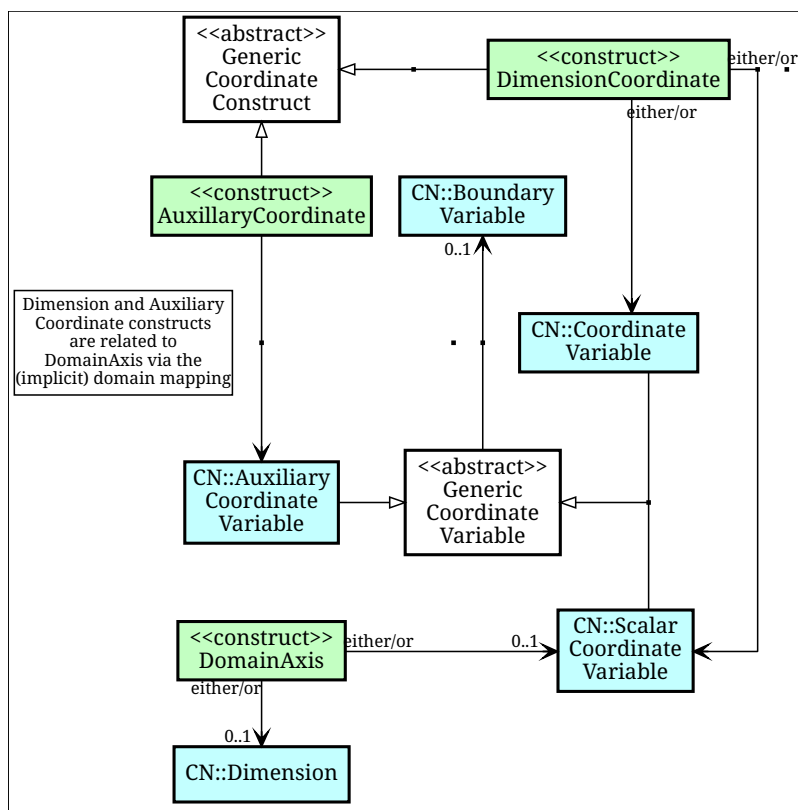 <<abstract>>
Generic
Coordinate
Construct
<<construct>>
DimensionCoordinate
either/or
either/or
<<construct>>
AuxillaryCoordinate
CN::Boundary
Variable
0..1
Dimension and Auxiliary
Coordinate constructs
are related to
DomainAxis via the
(implicit) domain mapping
CN::Coordinate
Variable
CN::Auxiliary
Coordinate
Variable
<<abstract>>
Generic
Coordinate
Variable
<<construct>>
DomainAxis
either/or
0..1
either/or
CN::Scalar
Coordinate
Variable
0..1
CN::Dimension